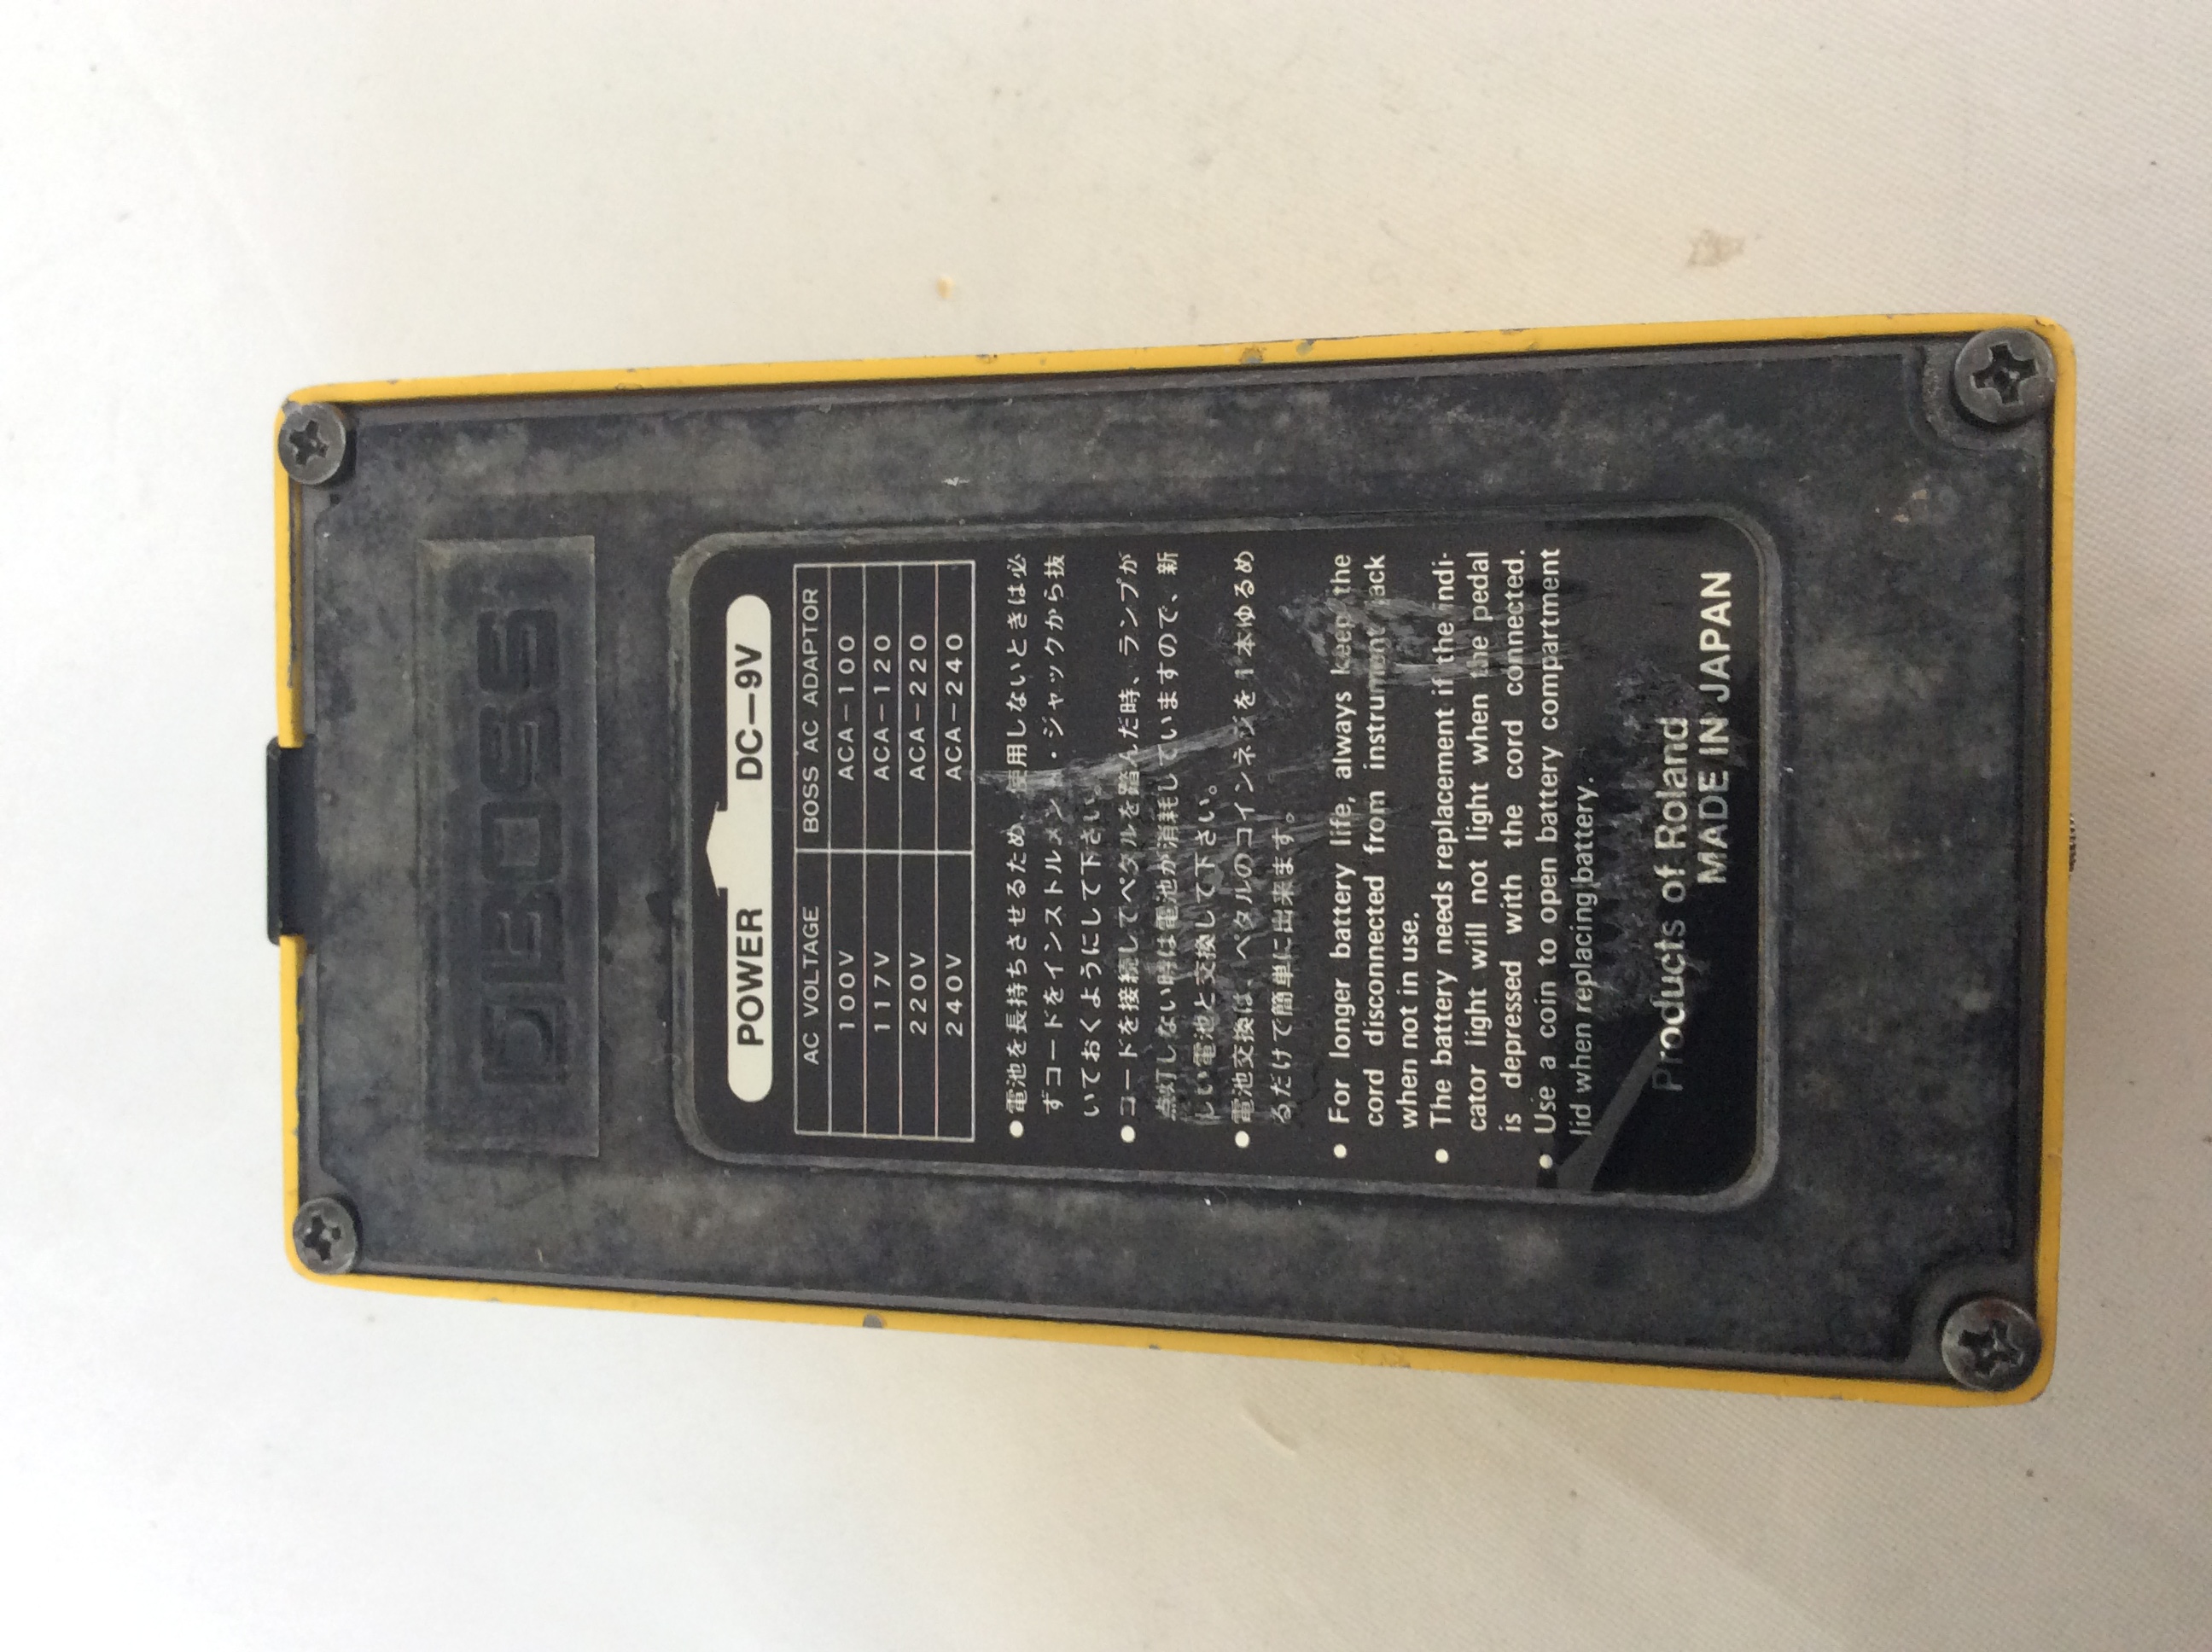 BOSS
POWER DC—9V
AC VOLTAGE BOSS AC ADAPTOR
100V ACA-100
117V ACA-120
220V ACA-220
240V ACA-240
●電池を長持ちさせるため、使用しないときは必
ずコードをインストルメント・ジャックから抜
いておくようにして下さい。
●コードを接続してペダルを踏んだ時、ランプが
点灯しない時は電池が消耗していますので、新
しい電池と交換して下さい。
●電池交換は、ペダルのコインネジを1本ゆるめ
るだけで簡単に出来ます。
• For longer battery life, always keep the
cord disconnected from instrument jack
when not in use.
• The battery needs replacement if the indi-
cator light will not light when the pedal
is depressed with the cord connected.
• Use a coin to open battery compartment
lid when replacing battery.
Products of Roland
MADE IN JAPAN